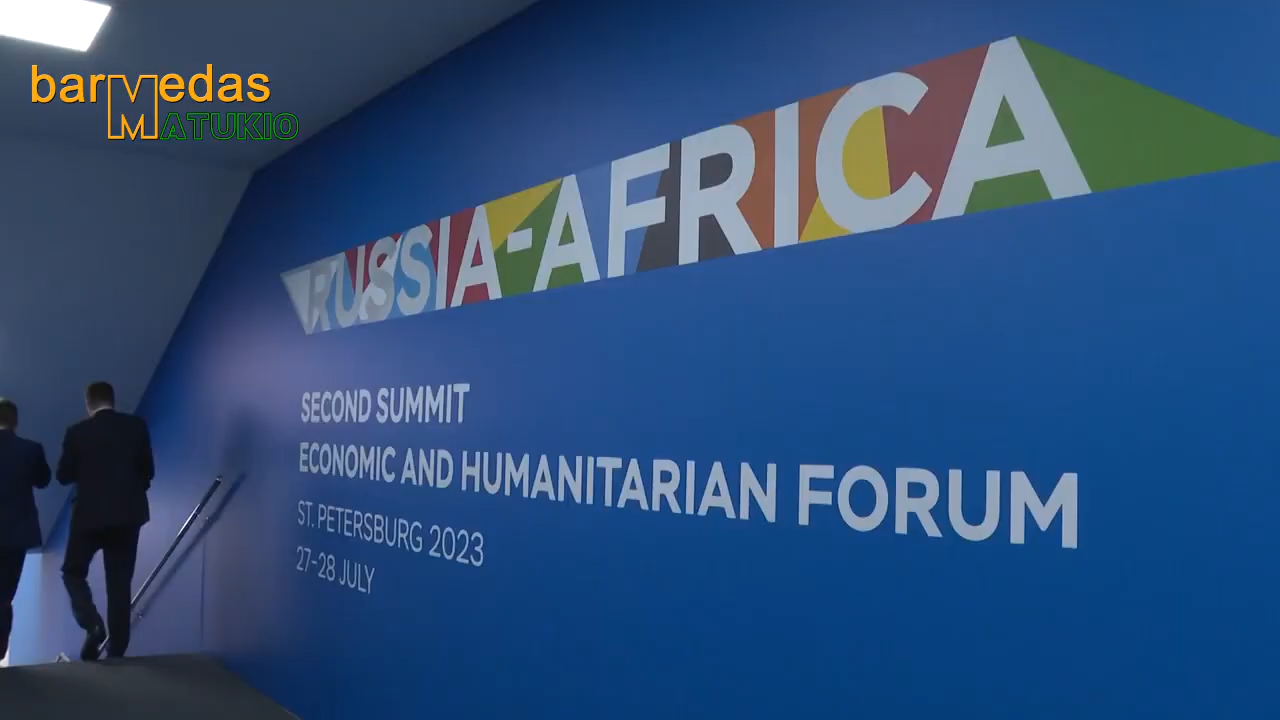 barmedas
MATUKIO
RUSSIA-AFRICA
SECOND SUMMIT
ECONOMIC AND HUMANITARIAN FORUM
ST. PETERSBURG 2023
27-28 JULY